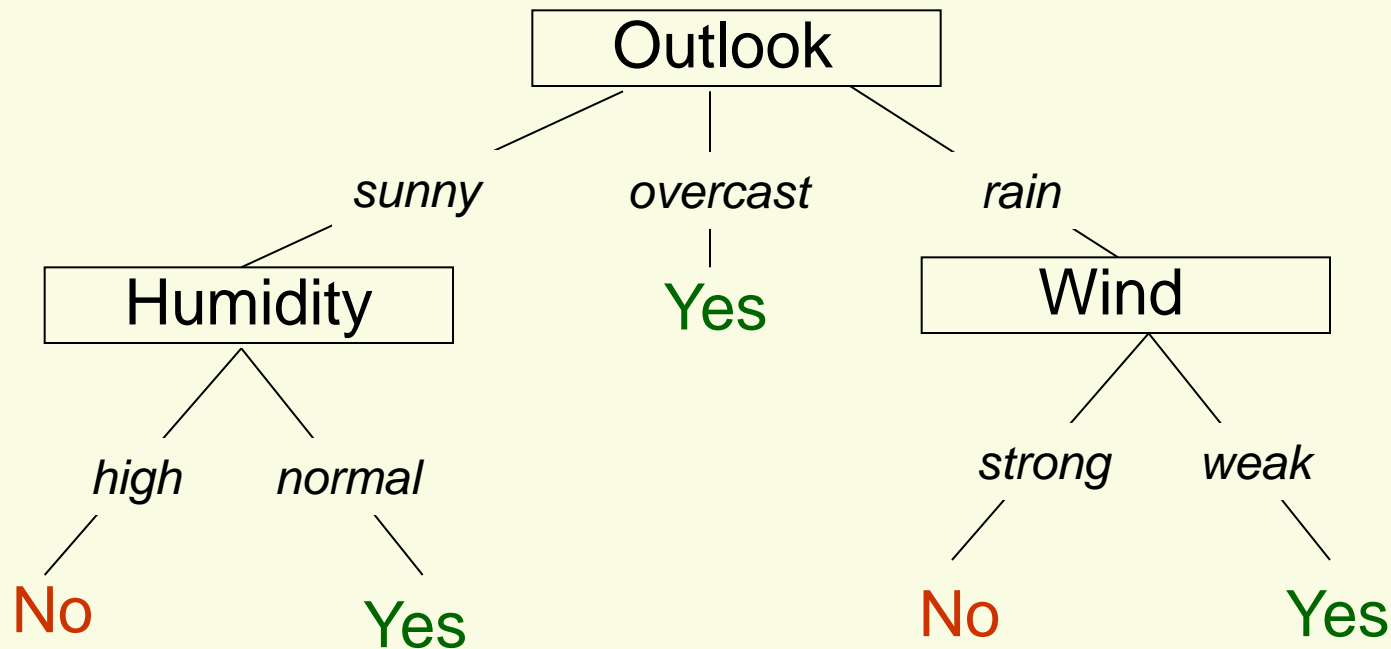 Outlook
sunny overcast rain
Humidity Yes Wind
high normal strong weak
No Yes No Yes